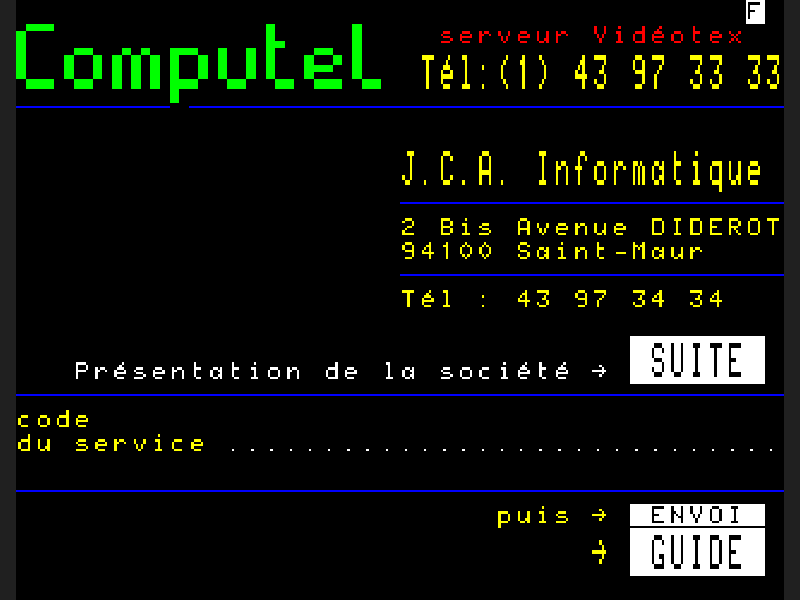 F
Computel
serveur Vidéotex
Tél:(1) 43 97 33 33
J.C.A. Informatique
2 Bis Avenue DIDEROT
94100 Saint-Maur
Tél : 43 97 34 34
Présentation de la société → SUITE
code
du service .............................
puis → ENVOI
→ GUIDE